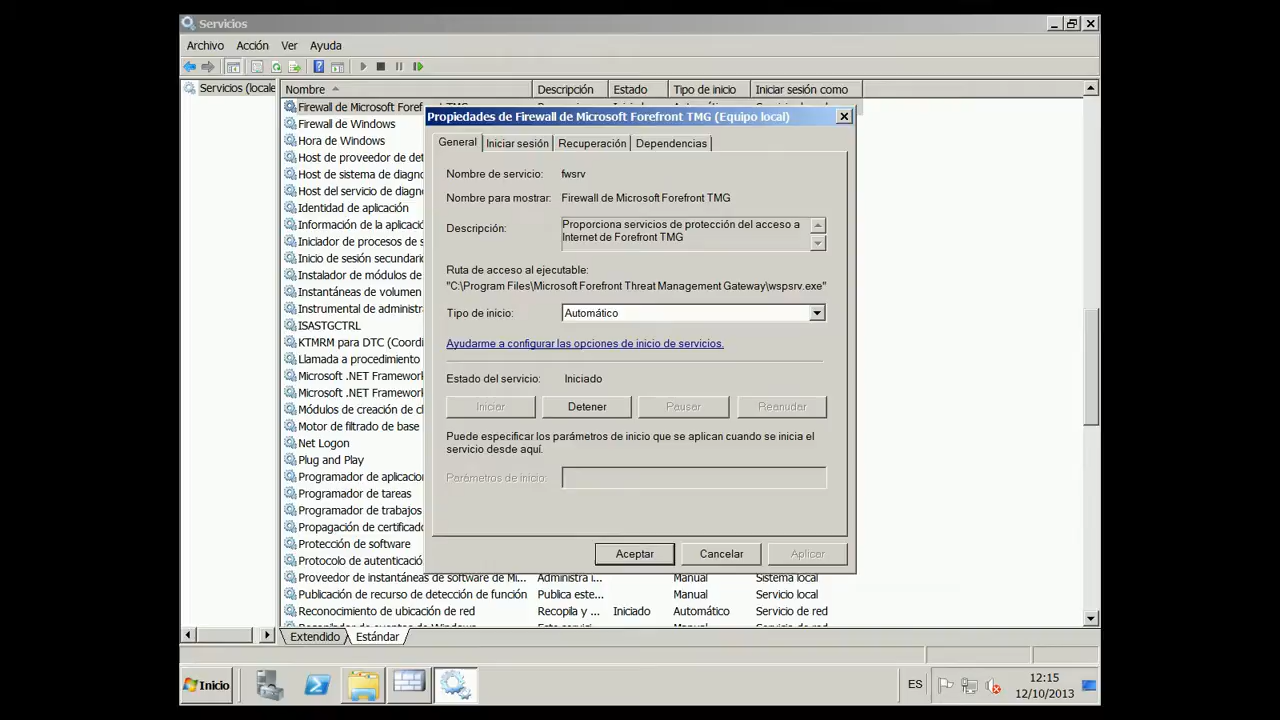 Servicios
Archivo Acción Ver Ayuda
Servicios (locale
Nombre Descripción Estado Tipo de inicio Iniciar sesión como
Firewall de Microsoft Foref
Firewall de Windows
Hora de Windows
Host de proveedor de det
Host de sistema de diagn
Host del servicio de diagn
Identidad de aplicación
Información de la aplicació
Iniciador de procesos de s
Inicio de sesión secundari
Instalador de módulos de
Instantáneas de volumen
Instrumental de administr
ISASTGCTRL
KTMRM para DTC (Coordi
Llamada a procedimiento
Microsoft .NET Framework
Microsoft .NET Framework
Módulos de creación de cl
Motor de filtrado de base
Net Logon
Plug and Play
Programador de aplicacion
Programador de tareas
Programador de trabajos
Propagación de certificado
Protección de software
Protocolo de autenticació
Proveedor de instantáneas de software de Mi... Administra i... Manual Sistema local
Publicación de recurso de detección de función Publica este... Manual Servicio local
Reconocimiento de ubicación de red Recopila y ... Iniciado Automático Servicio de red
Propiedades de Firewall de Microsoft Forefront TMG (Equipo local)
General Iniciar sesión Recuperación Dependencias
Nombre de servicio: fwsrv
Nombre para mostrar: Firewall de Microsoft Forefront TMG
Descripción: Proporciona servicios de protección del acceso a
Internet de Forefront TMG
Ruta de acceso al ejecutable:
"C:\Program Files\Microsoft Forefront Threat Management Gateway\wspsrv.exe"
Tipo de inicio: Automático
Ayudarme a configurar las opciones de inicio de servicios.
Estado del servicio: Iniciado
Iniciar Detener Pausar Reanudar
Puede especificar los parámetros de inicio que se aplican cuando se inicia el
servicio desde aquí.
Parámetros de inicio:
Aceptar Cancelar Aplicar
Extendido Estándar
Inicio
ES
12:15
12/10/2013